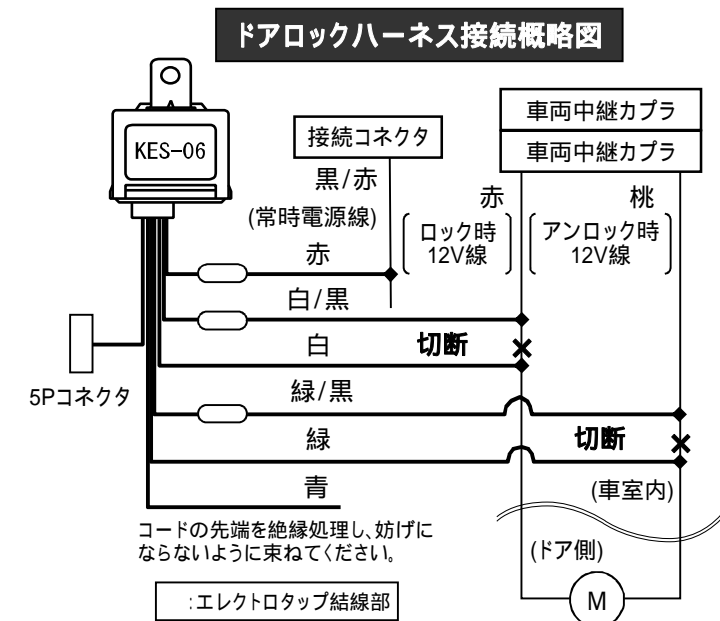 ドアロックハーネス接続概略図
車両中継カプラ
接続コネクタ
車両中継カプラ
KES-06
黒/赤
(常時電源線)
赤
桃
ロック時
12V線
アンロック時
12V線
赤
白/黒
白
切断
5Pコネクタ
緑/黒
緑
切断
青
(車室内)
コードの先端を絶縁処理し、妨げに
ならないように束ねてください。
(ドア側)
:エレクトロタップ結線部
M